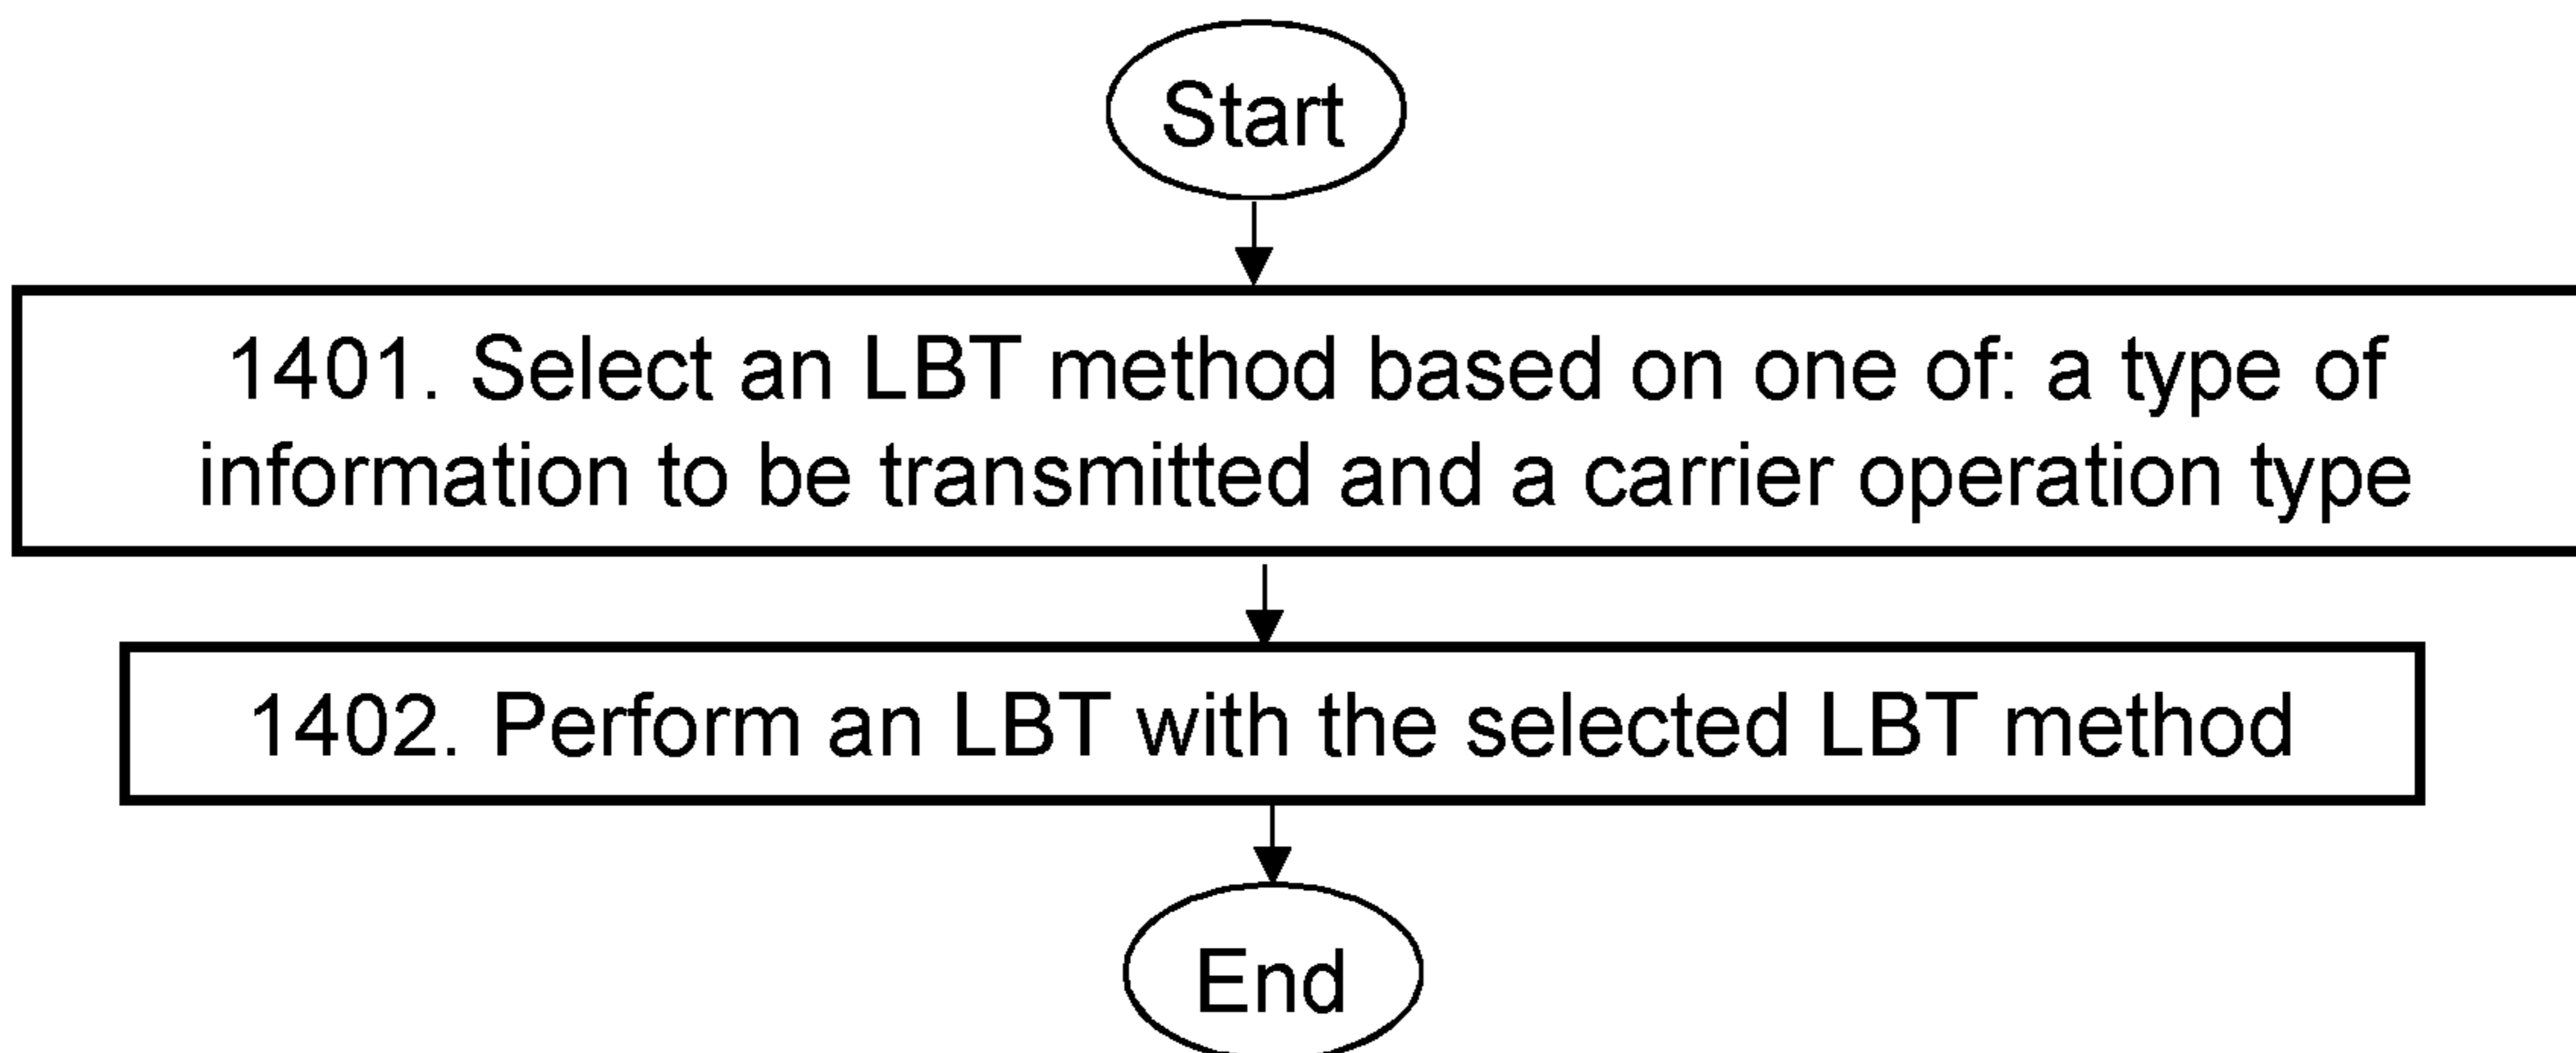 Start
1401. Select an LBT method based on one of: a type of
information to be transmitted and a carrier operation type
1402. Perform an LBT with the selected LBT method
End